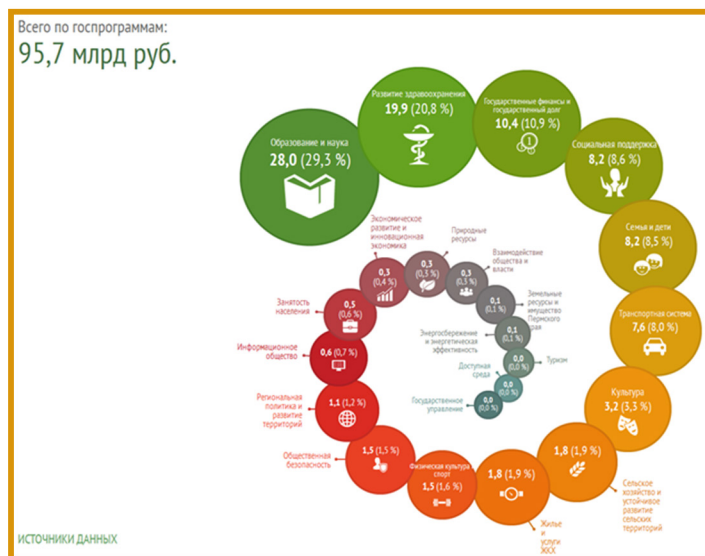 Всего по госпрограммам:
95,7 млрд руб.
Образование и наука
28,0 (29,3 %)
Развитие здравоохранения
19,9 (20,8 %)
Государственные финансы и
государственный долг
10,4 (10,9 %)
Социальная поддержка
8,2 (8,6 %)
Семья и дети
8,2 (8,5 %)
Транспортная система
7,6 (8,0 %)
Культура
3,2 (3,3 %)
1,8 (1,9 %)
Сельское
хозяйство и
устойчивое
развитие
сельских
территорий
1,8 (1,9 %)
Жилье
и
услуги
ЖКХ
Физическая культура и
спорт
1,5 (1,6 %)
1,5 (1,5 %)
Общественная
безопасность
1,1 (1,2 %)
Региональная
политика и
развитие
территорий
0,6 (0,7 %)
Информационное
общество
0,5
(0,6 %)
Занятость
населения
0,3
(0,4 %)
Экономическое
развитие и
инновационная
экономика
0,3
(0,3 %)
Природные
ресурсы
0,3
(0,3 %)
Взаимодействие
общества и
власти
0,1
(0,1 %)
Земельные
ресурсы и
имущество
Пермского
края
0,1
(0,1 %)
Энергосбережение
и энергетическая
эффективность
0,0
(0,0 %)
Туризм
0,0
(0,0 %)
Доступная
среда
0,0
(0,0 %)
Государственное
управление
ИСТОЧНИКИ ДАННЫХ